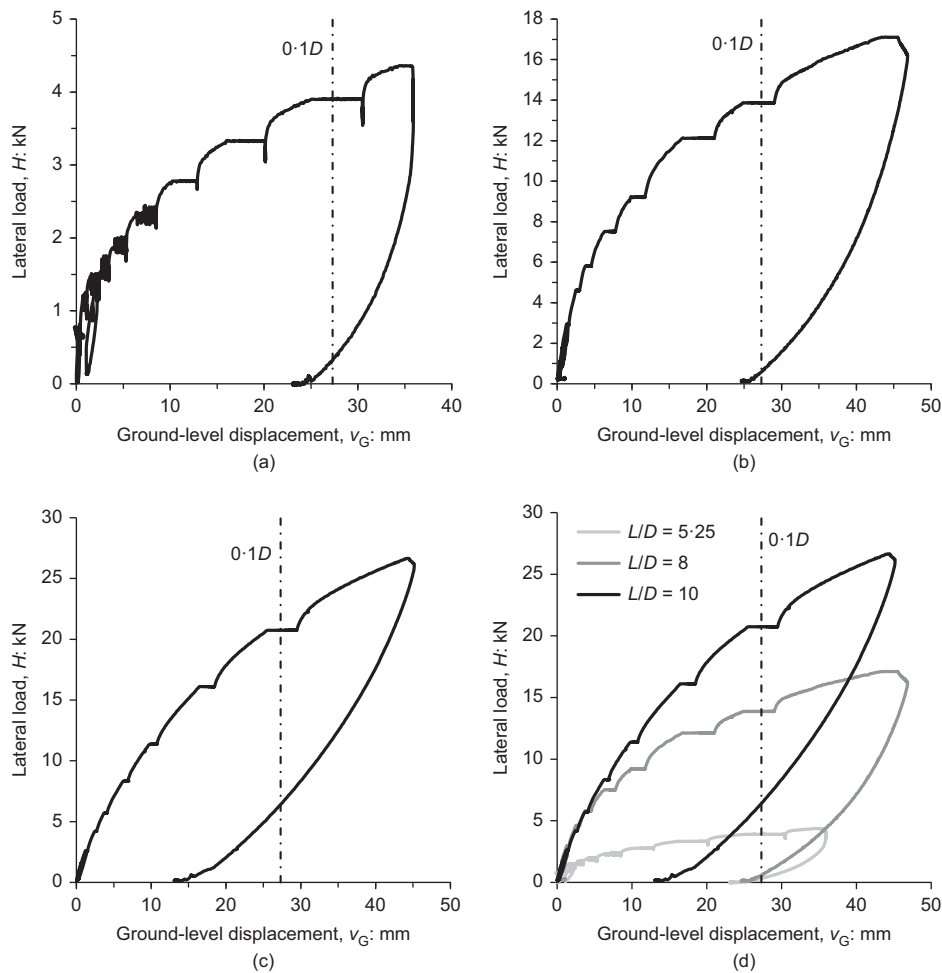 5
4
3
2
1
0
0·1D
0
10
20
30
40
Lateral load, H: kN
Ground-level displacement, vG: mm
(a)
18
16
14
12
10
8
6
4
2
0
0·1D
0
10
20
30
40
50
Lateral load, H: kN
Ground-level displacement, vG: mm
(b)
30
25
20
15
10
5
0
0·1D
0
10
20
30
40
50
Lateral load, H: kN
Ground-level displacement, vG: mm
(c)
30
25
20
15
10
5
0
L/D = 5·25
L/D = 8
L/D = 10
0·1D
0
10
20
30
40
50
Lateral load, H: kN
Ground-level displacement, vG: mm
(d)